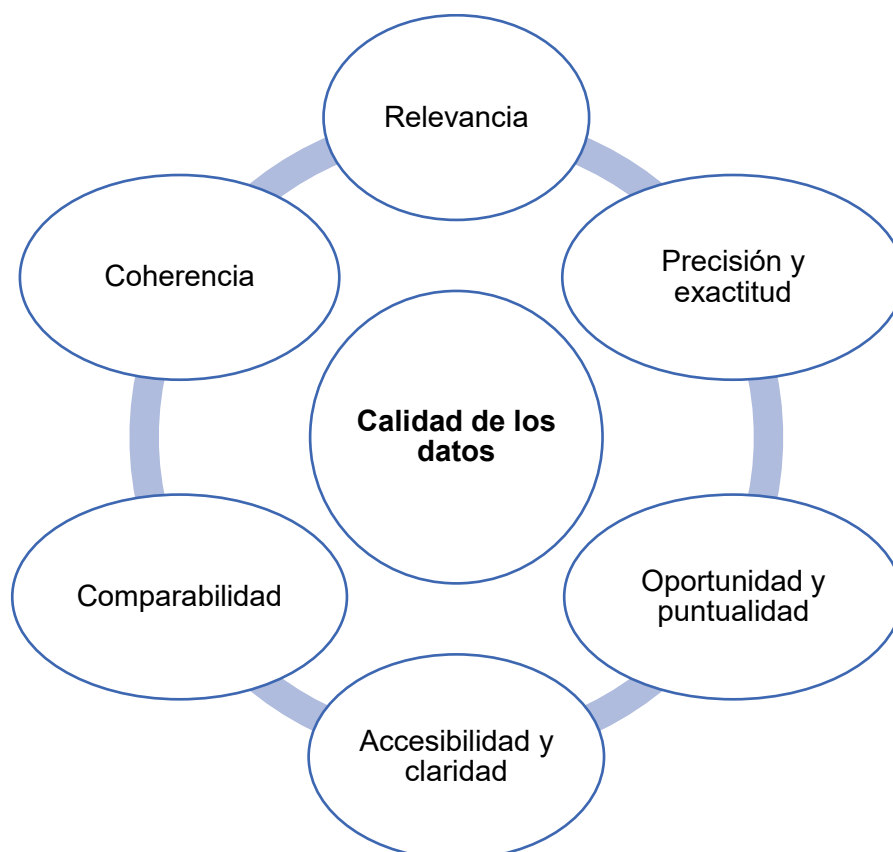 Relevancia
Precisión y
exactitud
Oportunidad y
puntualidad
Accesibilidad y
claridad
Comparabilidad
Coherencia
Calidad de los
datos